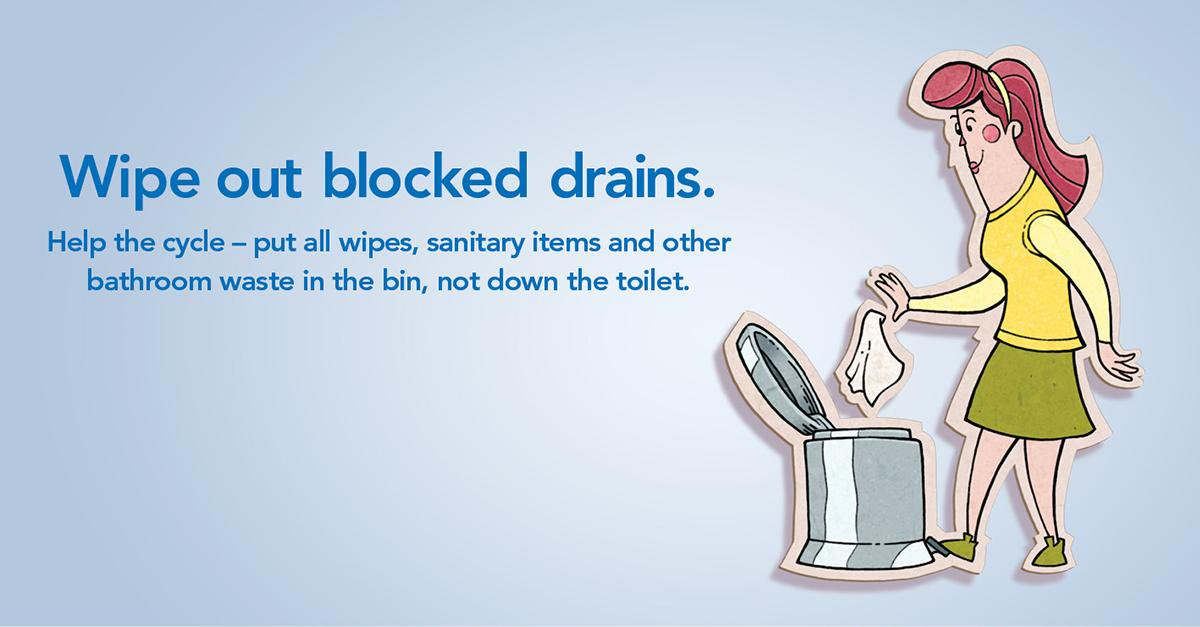 Wipe out blocked drains.
Help the cycle – put all wipes, sanitary items and other
bathroom waste in the bin, not down the toilet.